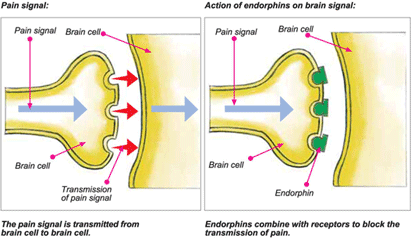 Pain signal:
Pain signal
Brain cell
Brain cell
Transmission
of pain signal
The pain signal is transmitted from
brain cell to brain cell.
Action of endorphins on brain signal:
Pain signal
Brain cell
Brain cell
Endorphin
Endorphins combine with receptors to block the
transmission of pain.